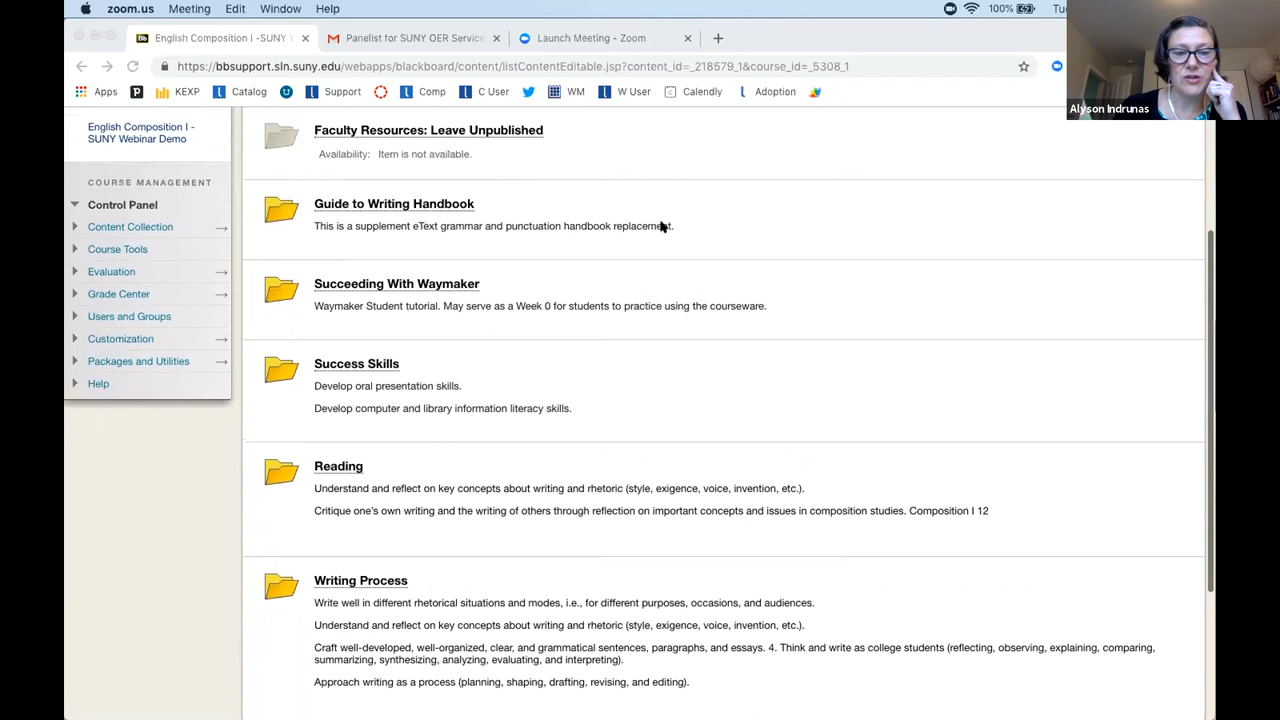 zoom.us Meeting Edit Window Help 100% Tu
English Composition I -SUNY Panelist for SUNY OER Service Launch Meeting - Zoom
https://bbsupport.sln.suny.edu/webapps/blackboard/content/listContentEditable.jsp?content_id=_218579_1&course_id=_5308_1
Apps KEXP Catalog Support Comp C User WM W User Calendly Adoption
Alyson Indrunas
English Composition I -
SUNY Webinar Demo
COURSE MANAGEMENT
Control Panel
Content Collection
Course Tools
Evaluation
Grade Center
Users and Groups
Customization
Packages and Utilities
Help
Faculty Resources: Leave Unpublished
Availability: Item is not available.
Guide to Writing Handbook
This is a supplement eText grammar and punctuation handbook replacement.
Succeeding With Waymaker
Waymaker Student tutorial. May serve as a Week 0 for students to practice using the courseware.
Success Skills
Develop oral presentation skills.
Develop computer and library information literacy skills.
Reading
Understand and reflect on key concepts about writing and rhetoric (style, exigence, voice, invention, etc.).
Critique one's own writing and the writing of others through reflection on important concepts and issues in composition studies. Composition I 12
Writing Process
Write well in different rhetorical situations and modes, i.e., for different purposes, occasions, and audiences.
Understand and reflect on key concepts about writing and rhetoric (style, exigence, voice, invention, etc.).
Craft well-developed, well-organized, clear, and grammatical sentences, paragraphs, and essays. 4. Think and write as college students (reflecting, observing, explaining, comparing,
summarizing, synthesizing, analyzing, evaluating, and interpreting).
Approach writing as a process (planning, shaping, drafting, revising, and editing).